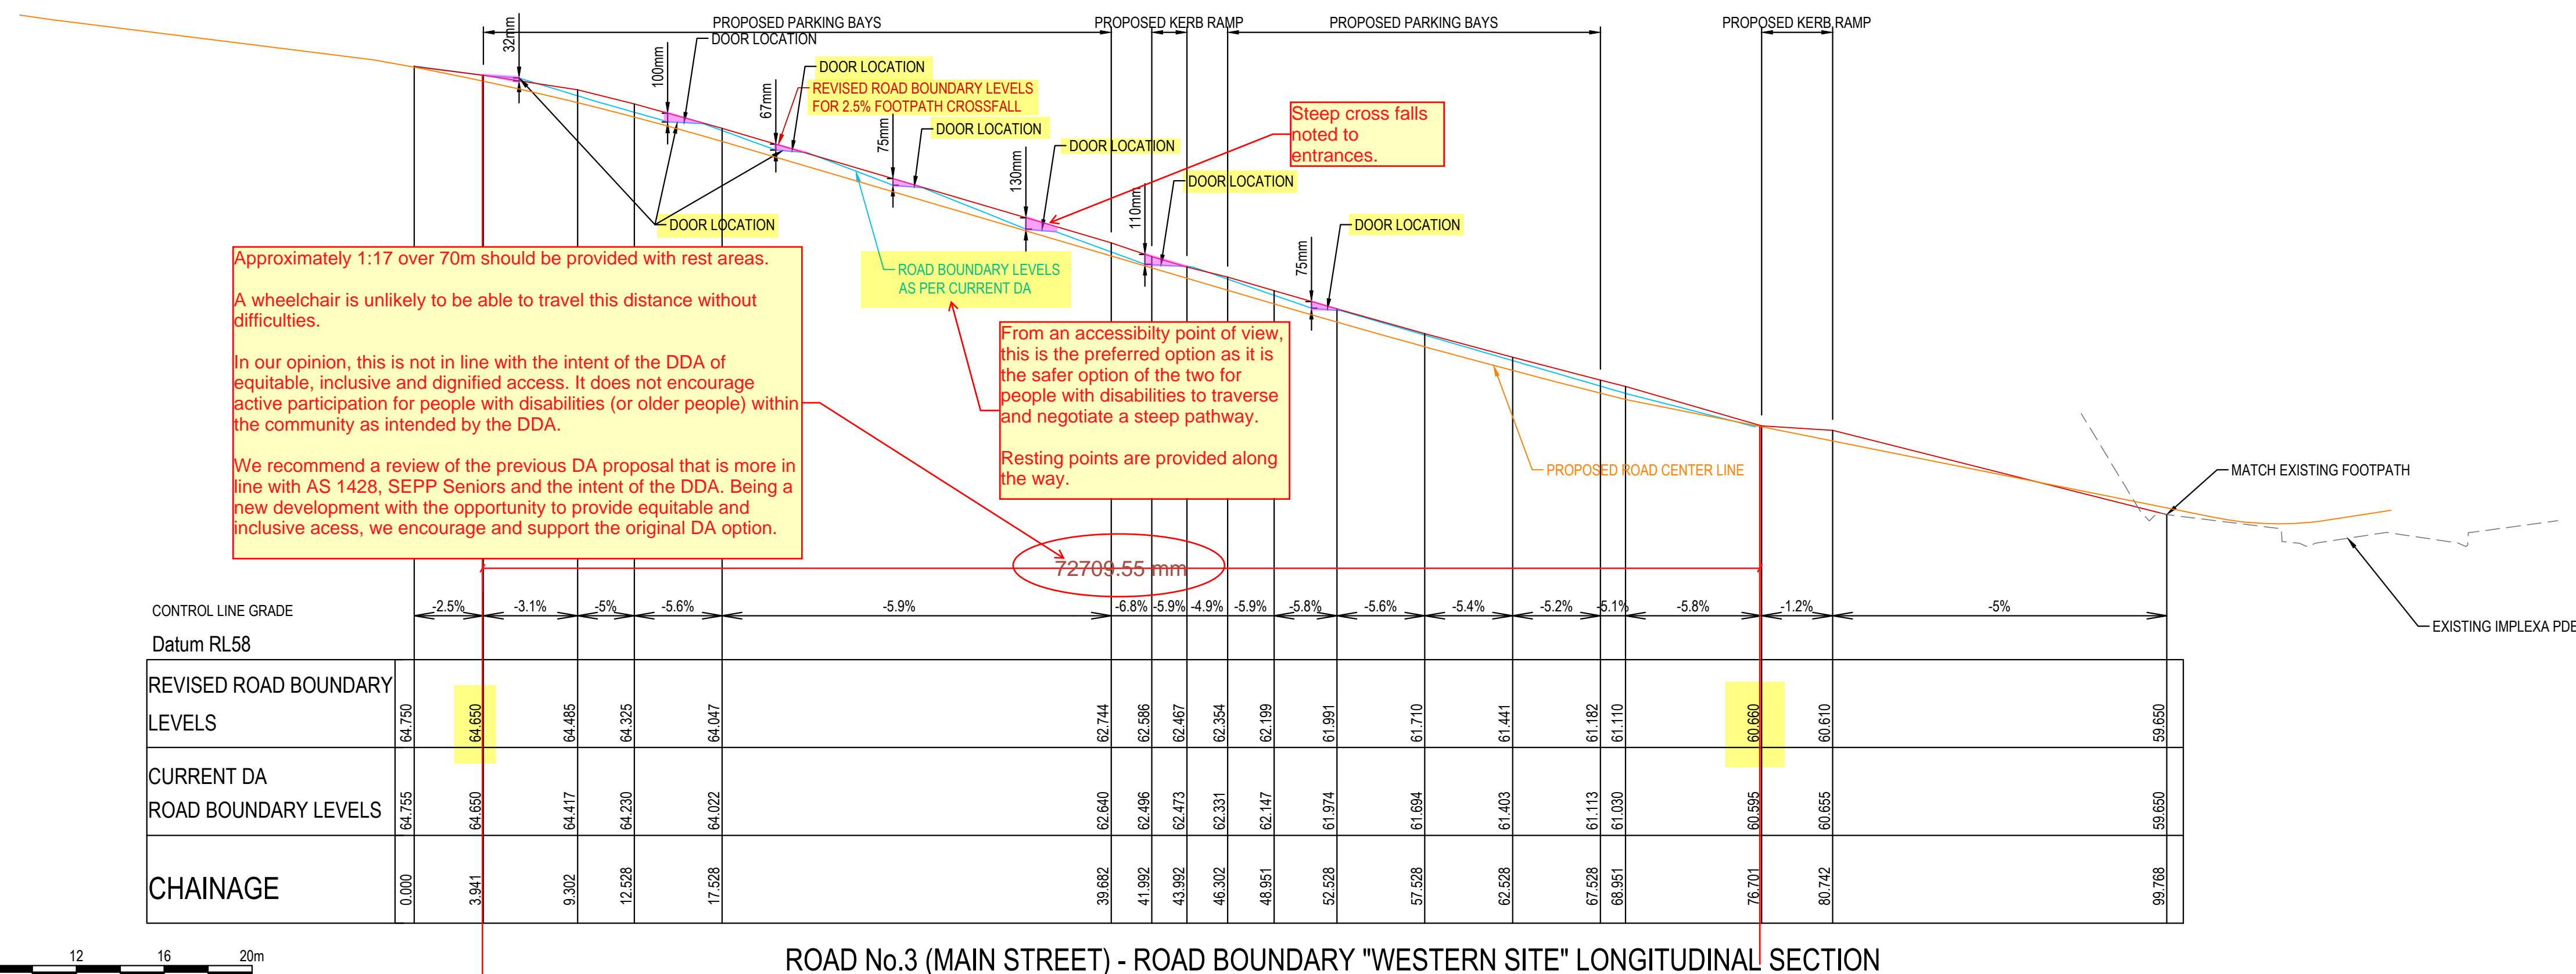 PROPOSED PARKING BAYS
PROPOSED KERB RAMP
PROPOSED PARKING BAYS
PROPOSED KERB RAMP
32mm
DOOR LOCATION
100mm
DOOR LOCATION
REVISED ROAD BOUNDARY LEVELS
FOR 2.5% FOOTPATH CROSSFALL
67mm
75mm
DOOR LOCATION
130mm
DOOR LOCATION
Steep cross falls
noted to
entrances.
110mm
DOOR LOCATION
DOOR LOCATION
75mm
DOOR LOCATION
Approximately 1:17 over 70m should be provided with rest areas.
A wheelchair is unlikely to be able to travel this distance without
difficulties.
In our opinion, this is not in line with the intent of the DDA of
equitable, inclusive and dignified access. It does not encourage
active participation for people with disabilities (or older people) within
the community as intended by the DDA.
We recommend a review of the previous DA proposal that is more in
line with AS 1428, SEPP Seniors and the intent of the DDA. Being a
new development with the opportunity to provide equitable and
inclusive acess, we encourage and support the original DA option.
ROAD BOUNDARY LEVELS
AS PER CURRENT DA
From an accessibilty point of view,
this is the preferred option as it is
the safer option of the two for
people with disabilities to traverse
and negotiate a steep pathway.
Resting points are provided along
the way.
PROPOSED ROAD CENTER LINE
MATCH EXISTING FOOTPATH
EXISTING IMPLEXA PDE
72709.55 mm
CONTROL LINE GRADE
-2.5% -3.1% -5% -5.6% -5.9% -6.8% -5.9% -4.9% -5.9% -5.8% -5.6% -5.4% -5.2% -5.1% -5.8% -1.2% -5%
Datum RL58
REVISED ROAD BOUNDARY
LEVELS
64.750 64.650 64.485 64.325 64.047 62.744 62.586 62.467 62.354 62.199 61.991 61.710 61.441 61.182 61.110 60.660 60.610 59.650
CURRENT DA
ROAD BOUNDARY LEVELS
64.755 64.650 64.417 64.230 64.022 62.640 62.496 62.473 62.331 62.147 61.974 61.694 61.403 61.113 61.030 60.595 60.655 59.650
CHAINAGE
0.000 3.941 9.302 12.528 17.528 39.682 41.992 43.992 46.302 48.951 52.528 57.528 62.528 67.528 68.951 76.701 80.742 99.768
12 16 20m
ROAD No.3 (MAIN STREET) - ROAD BOUNDARY "WESTERN SITE" LONGITUDINAL SECTION